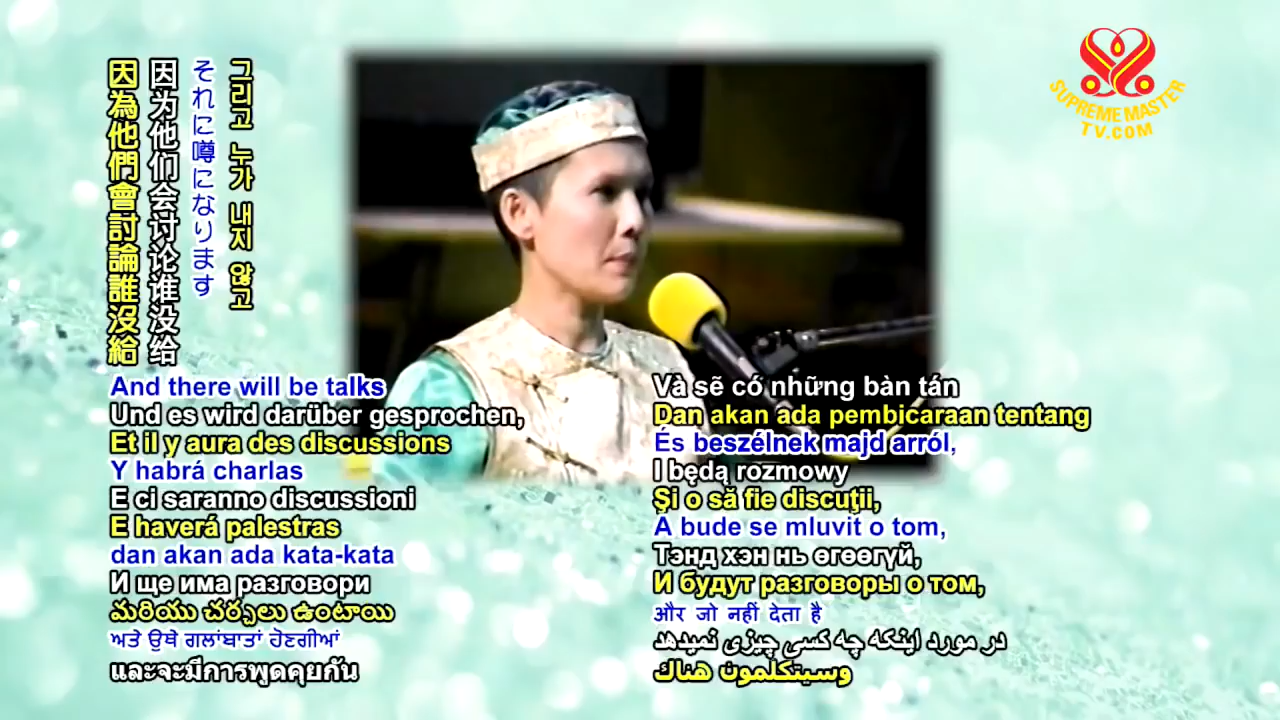 因為他們會討論誰沒給
因为他们会讨论谁没给
それに噂になります
그리고 누가 내지 않고
SUPREME MASTER
TV.COM
And there will be talks
Und es wird darüber gesprochen,
Et il y aura des discussions
Y habrá charlas
E ci saranno discussioni
E haverá palestras
dan akan ada kata-kata
И ще има разговори
మరియు చర్చలు ఉంటాయి
ਅਤੇ ਉਥੇ ਗਲਾਂਬਾਤਾਂ ਹੋਣਗੀਆਂ
และจะมีการพูดคุยกัน
Và sẽ có những bàn tán
Dan akan ada pembicaraan tentang
És beszélnek majd arról,
I będą rozmowy
Şi o să fie discuţii,
A bude se mluvit o tom,
Тэнд хэн нь өгөөгүй,
И будут разговоры о том,
और जो नहीं देता है
در مورد اینکه چه کسی چیزی نمیدهد
وسيتكلمون هناك